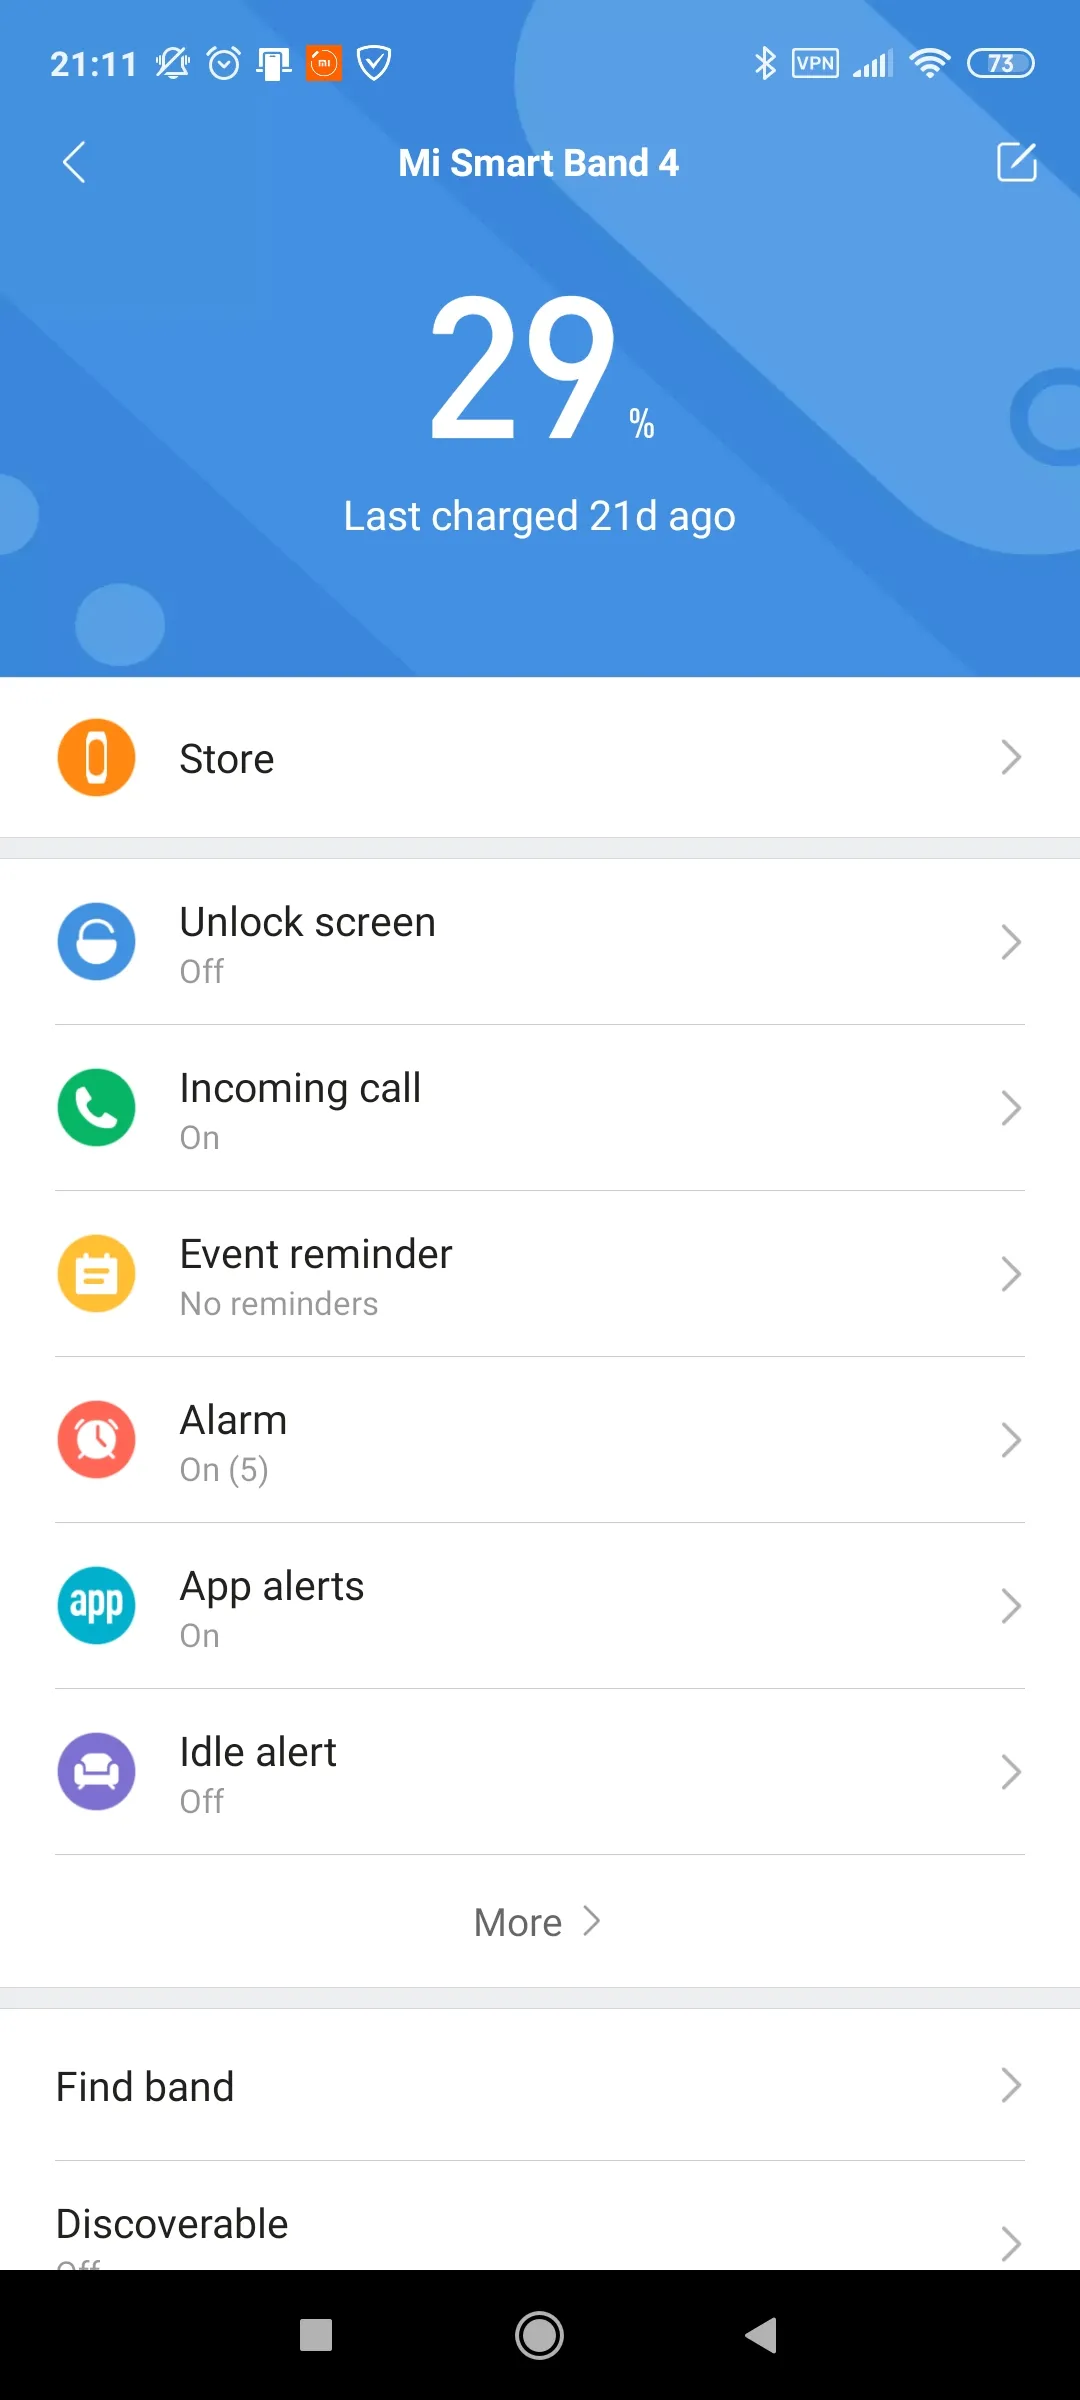 21:11 VPN 73
Mi Smart Band 4
29 %
Last charged 21d ago
Store
Unlock screen
Off
Incoming call
On
Event reminder
No reminders
Alarm
On (5)
app
App alerts
On
Idle alert
Off
More
Find band
Discoverable
Off